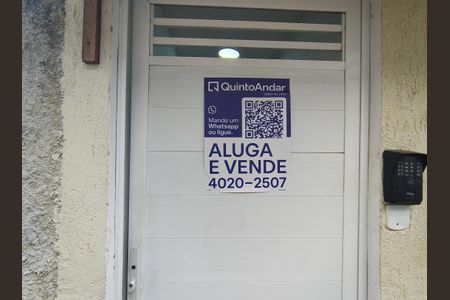 QuintoAndar
Mande um
Whatsapp
ou ligue.
ALUGA
E VENDE
4020-2507